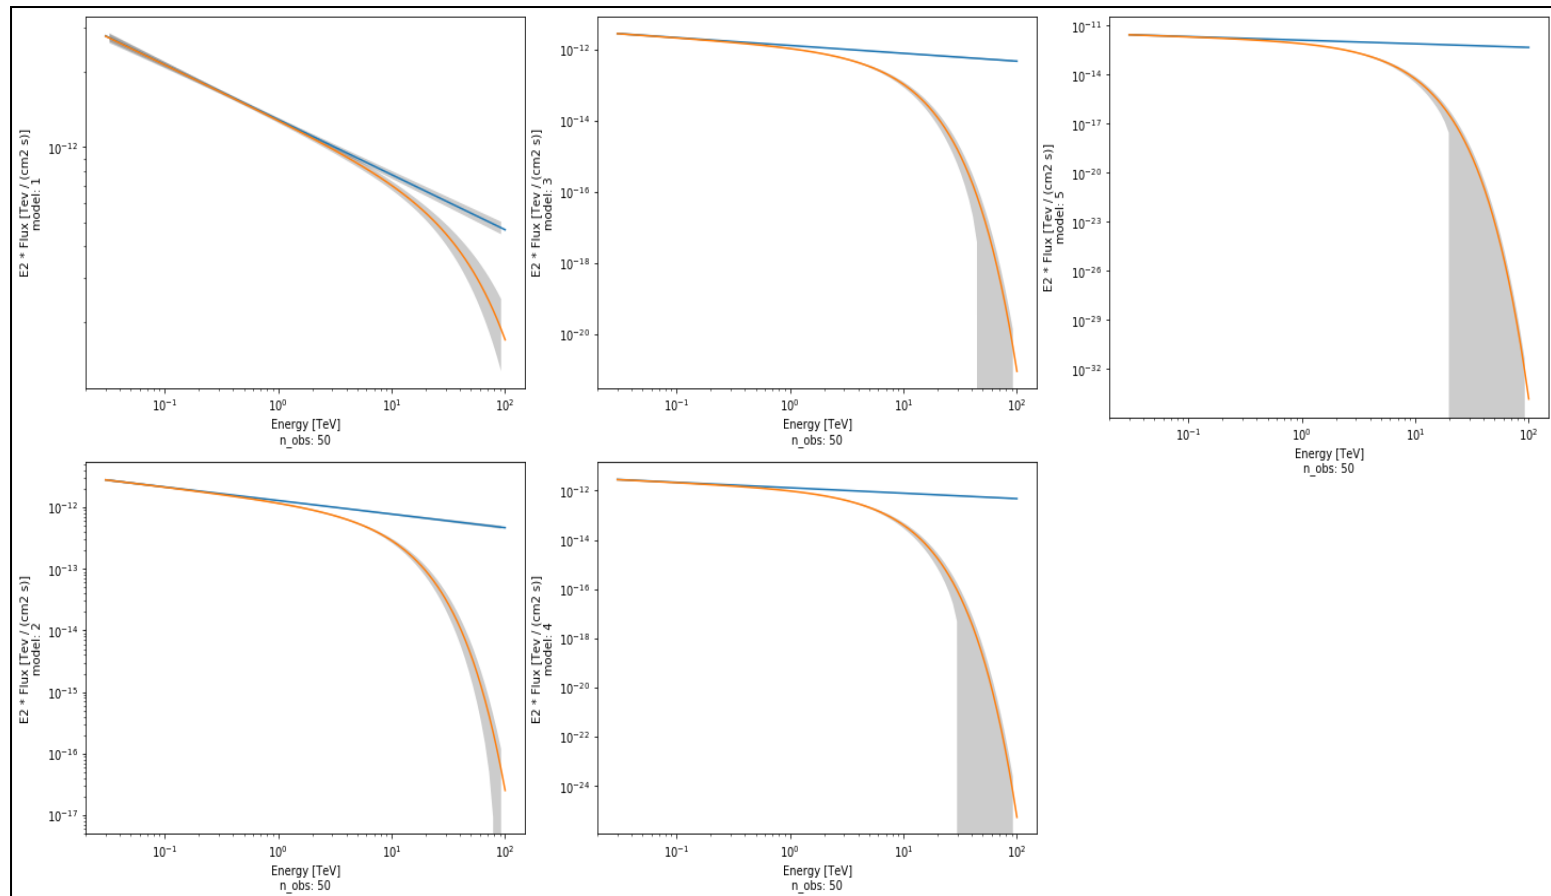 10^-12
E2 * Flux [Tev / (cm2 s)]
model: 1
10^-1 10^0 10^1 10^2
Energy [TeV]
n_obs: 50
10^-12
10^-14
10^-16
10^-18
10^-20
E2 * Flux [Tev / (cm2 s)]
model: 3
10^-1 10^0 10^1 10^2
Energy [TeV]
n_obs: 50
10^-11
10^-14
10^-17
10^-20
10^-23
10^-26
10^-29
10^-32
E2 * Flux [Tev / (cm2 s)]
model: 5
10^-1 10^0 10^1 10^2
Energy [TeV]
n_obs: 50
10^-12
10^-13
10^-14
10^-15
10^-16
10^-17
E2 * Flux [Tev / (cm2 s)]
model: 2
10^-1 10^0 10^1 10^2
Energy [TeV]
n_obs: 50
10^-12
10^-14
10^-16
10^-18
10^-20
10^-22
10^-24
E2 * Flux [Tev / (cm2 s)]
model: 4
10^-1 10^0 10^1 10^2
Energy [TeV]
n_obs: 50